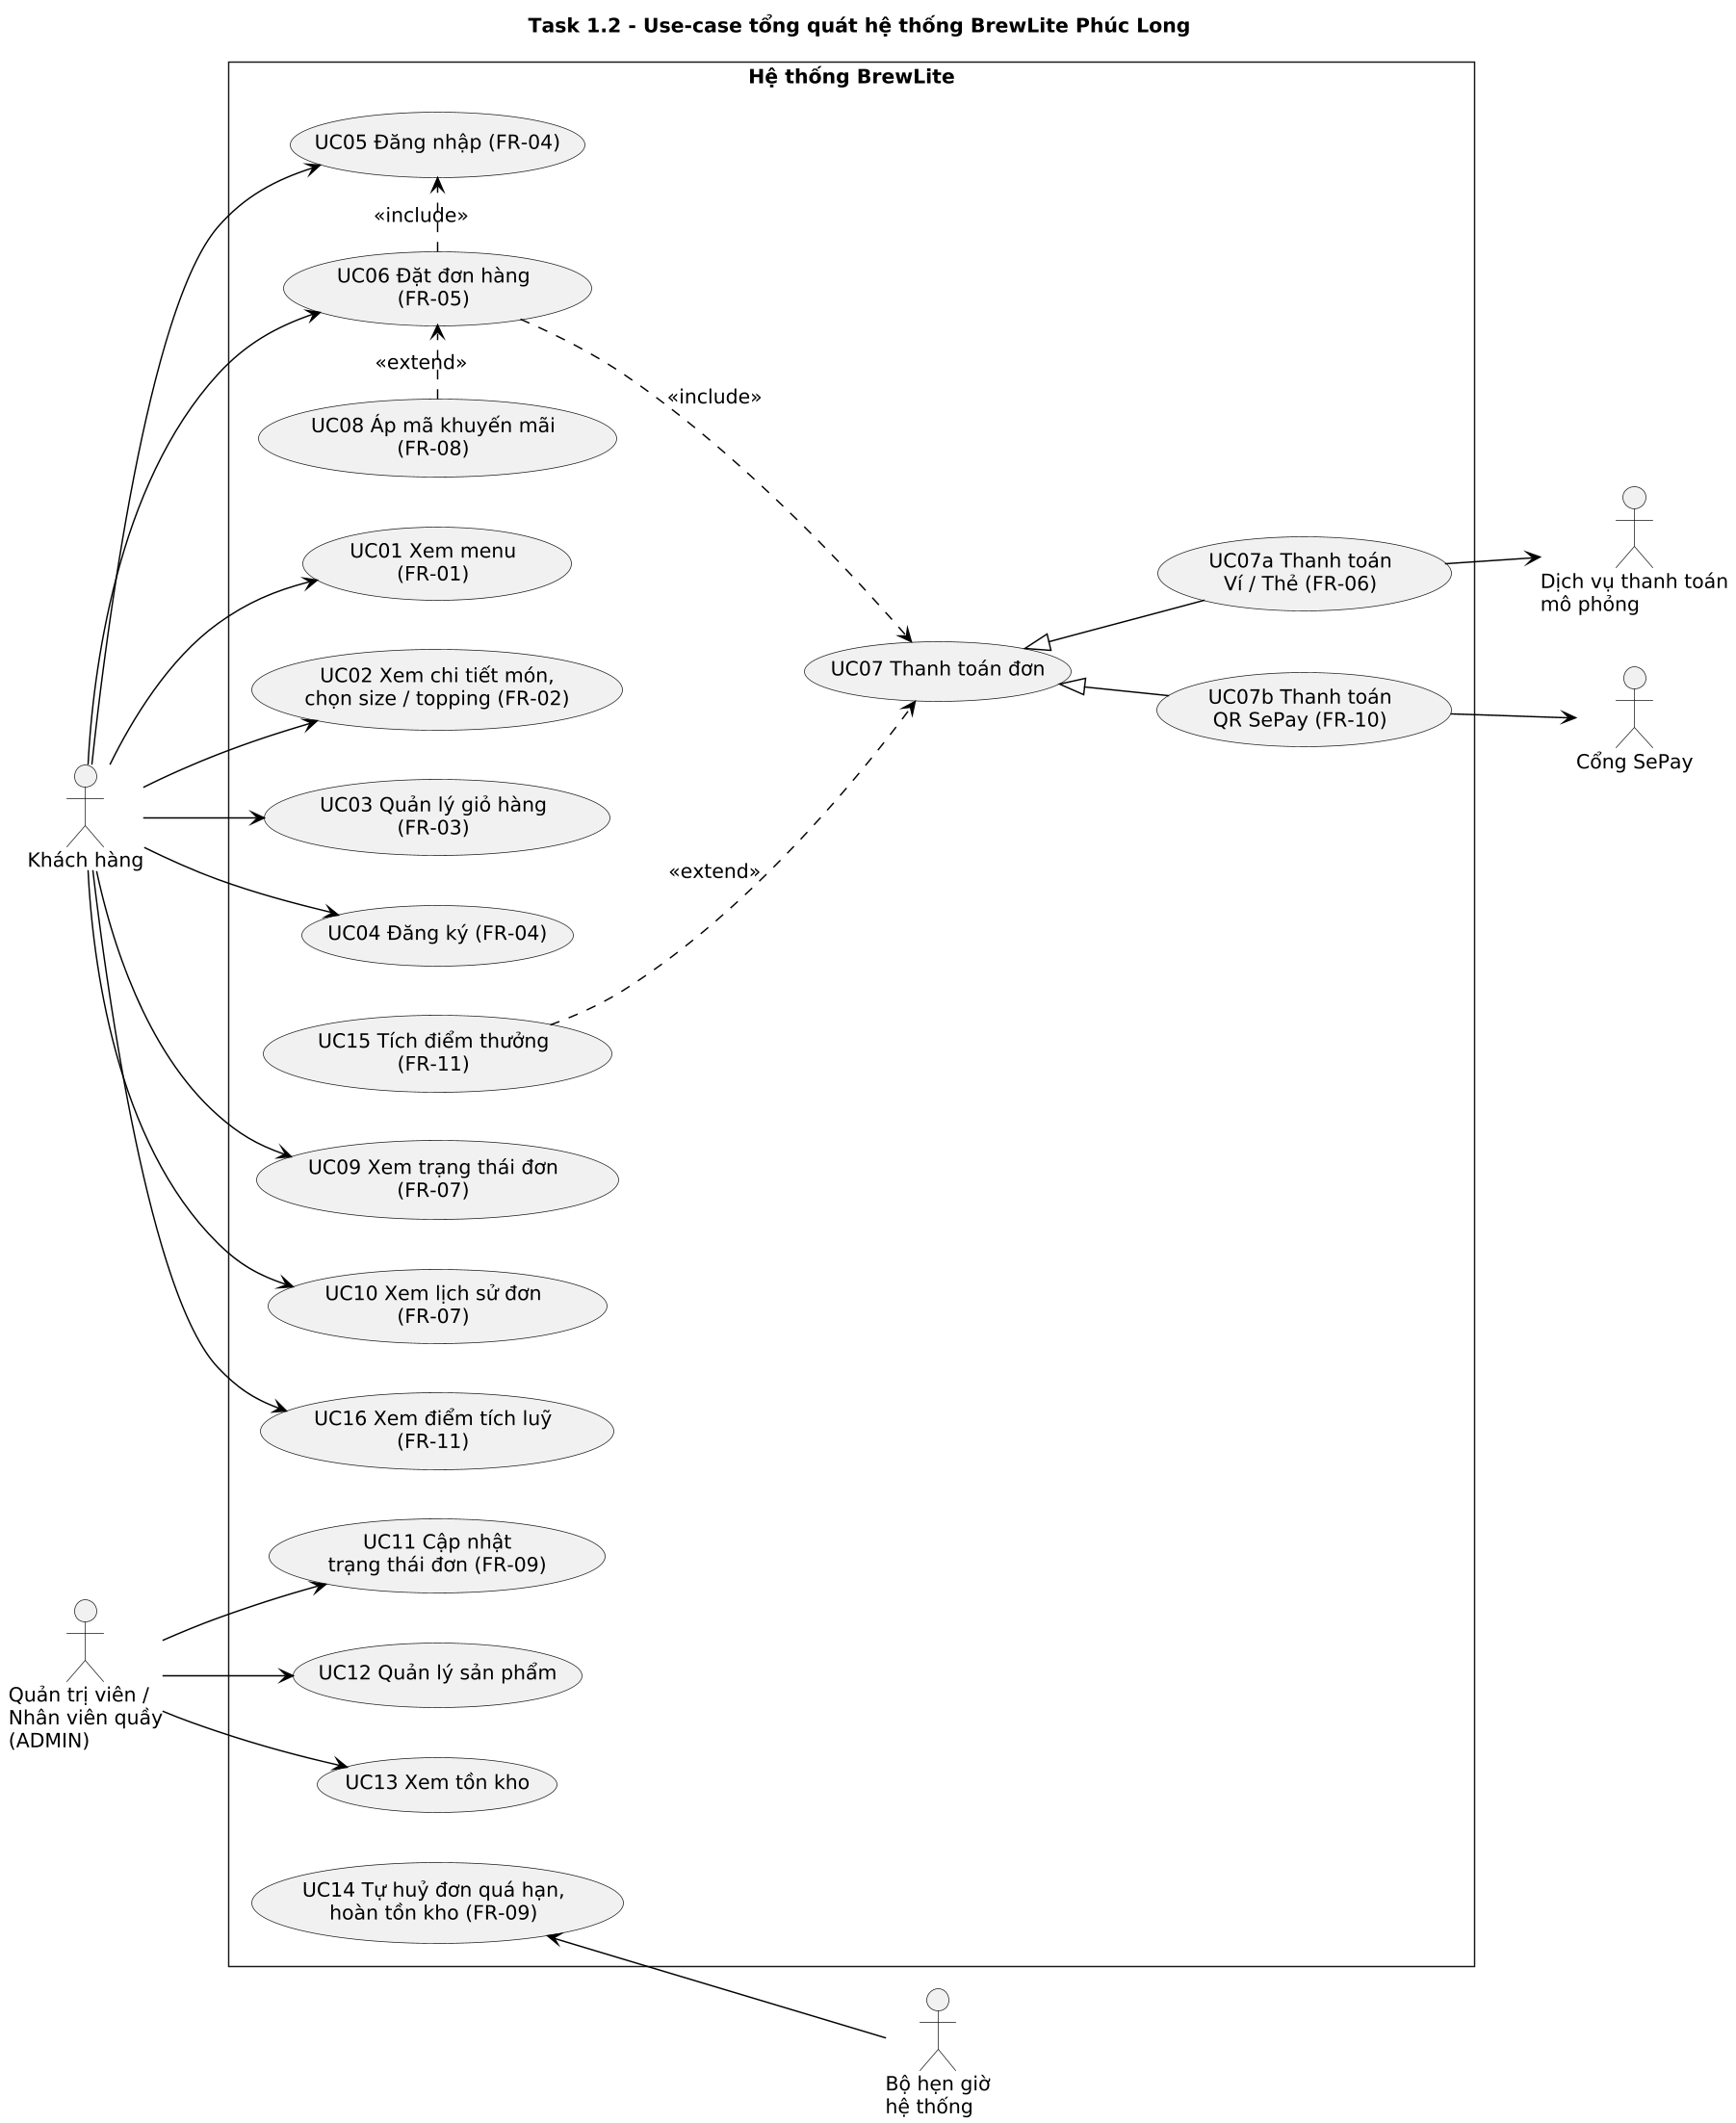 Task 1.2 - Use-case tổng quát hệ thống BrewLite Phúc Long
Hệ thống BrewLite
UC05 Đăng nhập (FR-04)
«include»
UC06 Đặt đơn hàng
(FR-05)
«extend»
«include»
UC08 Áp mã khuyến mãi
(FR-08)
UC01 Xem menu
(FR-01)
UC07a Thanh toán
Ví / Thẻ (FR-06)
Dịch vụ thanh toán
mô phỏng
UC02 Xem chi tiết món,
chọn size / topping (FR-02)
UC07 Thanh toán đơn
UC07b Thanh toán
QR SePay (FR-10)
Cổng SePay
UC03 Quản lý giỏ hàng
(FR-03)
Khách hàng
«extend»
UC04 Đăng ký (FR-04)
UC15 Tích điểm thưởng
(FR-11)
UC09 Xem trạng thái đơn
(FR-07)
UC10 Xem lịch sử đơn
(FR-07)
UC16 Xem điểm tích luỹ
(FR-11)
UC11 Cập nhật
trạng thái đơn (FR-09)
UC12 Quản lý sản phẩm
Quản trị viên /
Nhân viên quầy
(ADMIN)
UC13 Xem tồn kho
UC14 Tự huỷ đơn quá hạn,
hoàn tồn kho (FR-09)
Bộ hẹn giờ
hệ thống